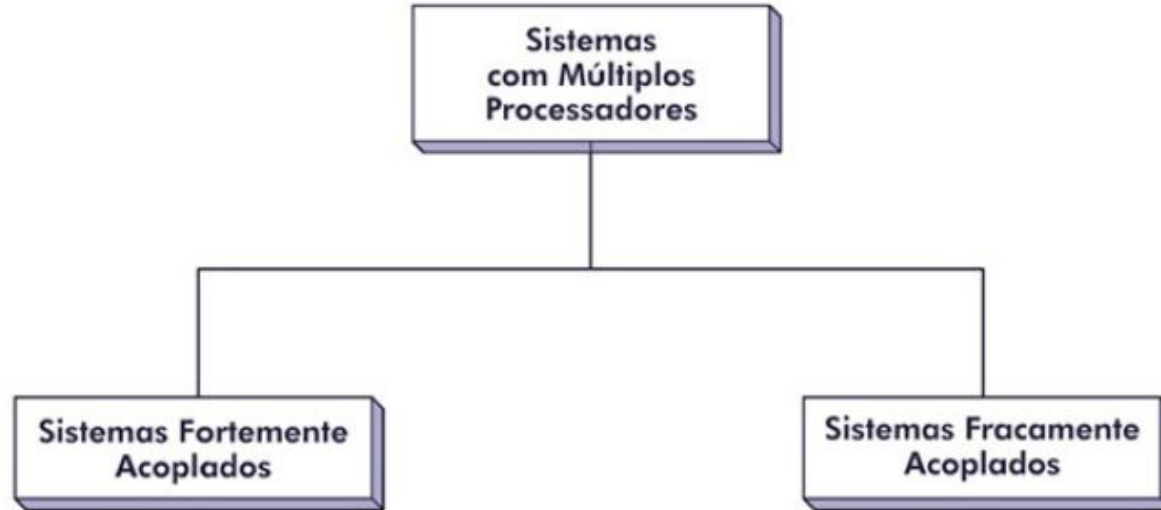 Sistemas
com Múltiplos
Processadores
Sistemas Fortemente
Acoplados
Sistemas Fracamente
Acoplados